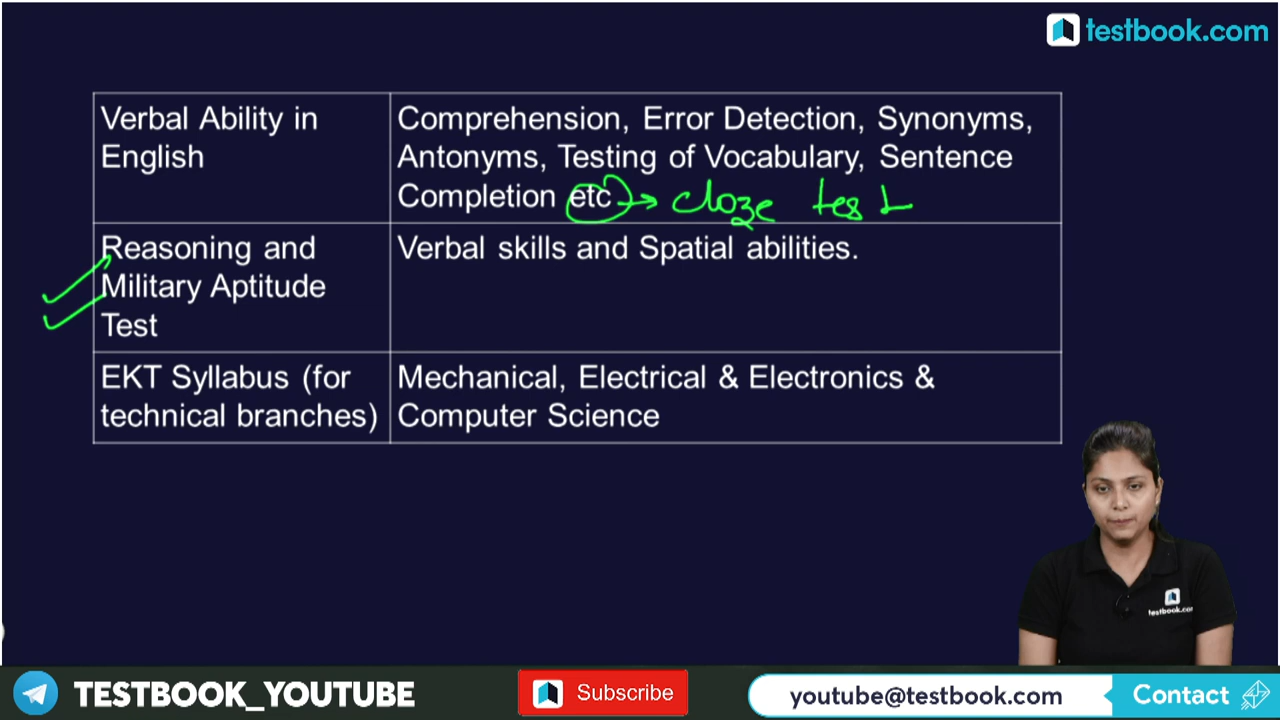 testbook.com
Verbal Ability in
English
Comprehension, Error Detection, Synonyms,
Antonyms, Testing of Vocabulary, Sentence
Completion etc → cloze test
Reasoning and
Military Aptitude
Test
Verbal skills and Spatial abilities.
EKT Syllabus (for
technical branches)
Mechanical, Electrical & Electronics &
Computer Science
testbook.com
TESTBOOK_YOUTUBE
Subscribe
youtube@testbook.com
Contact